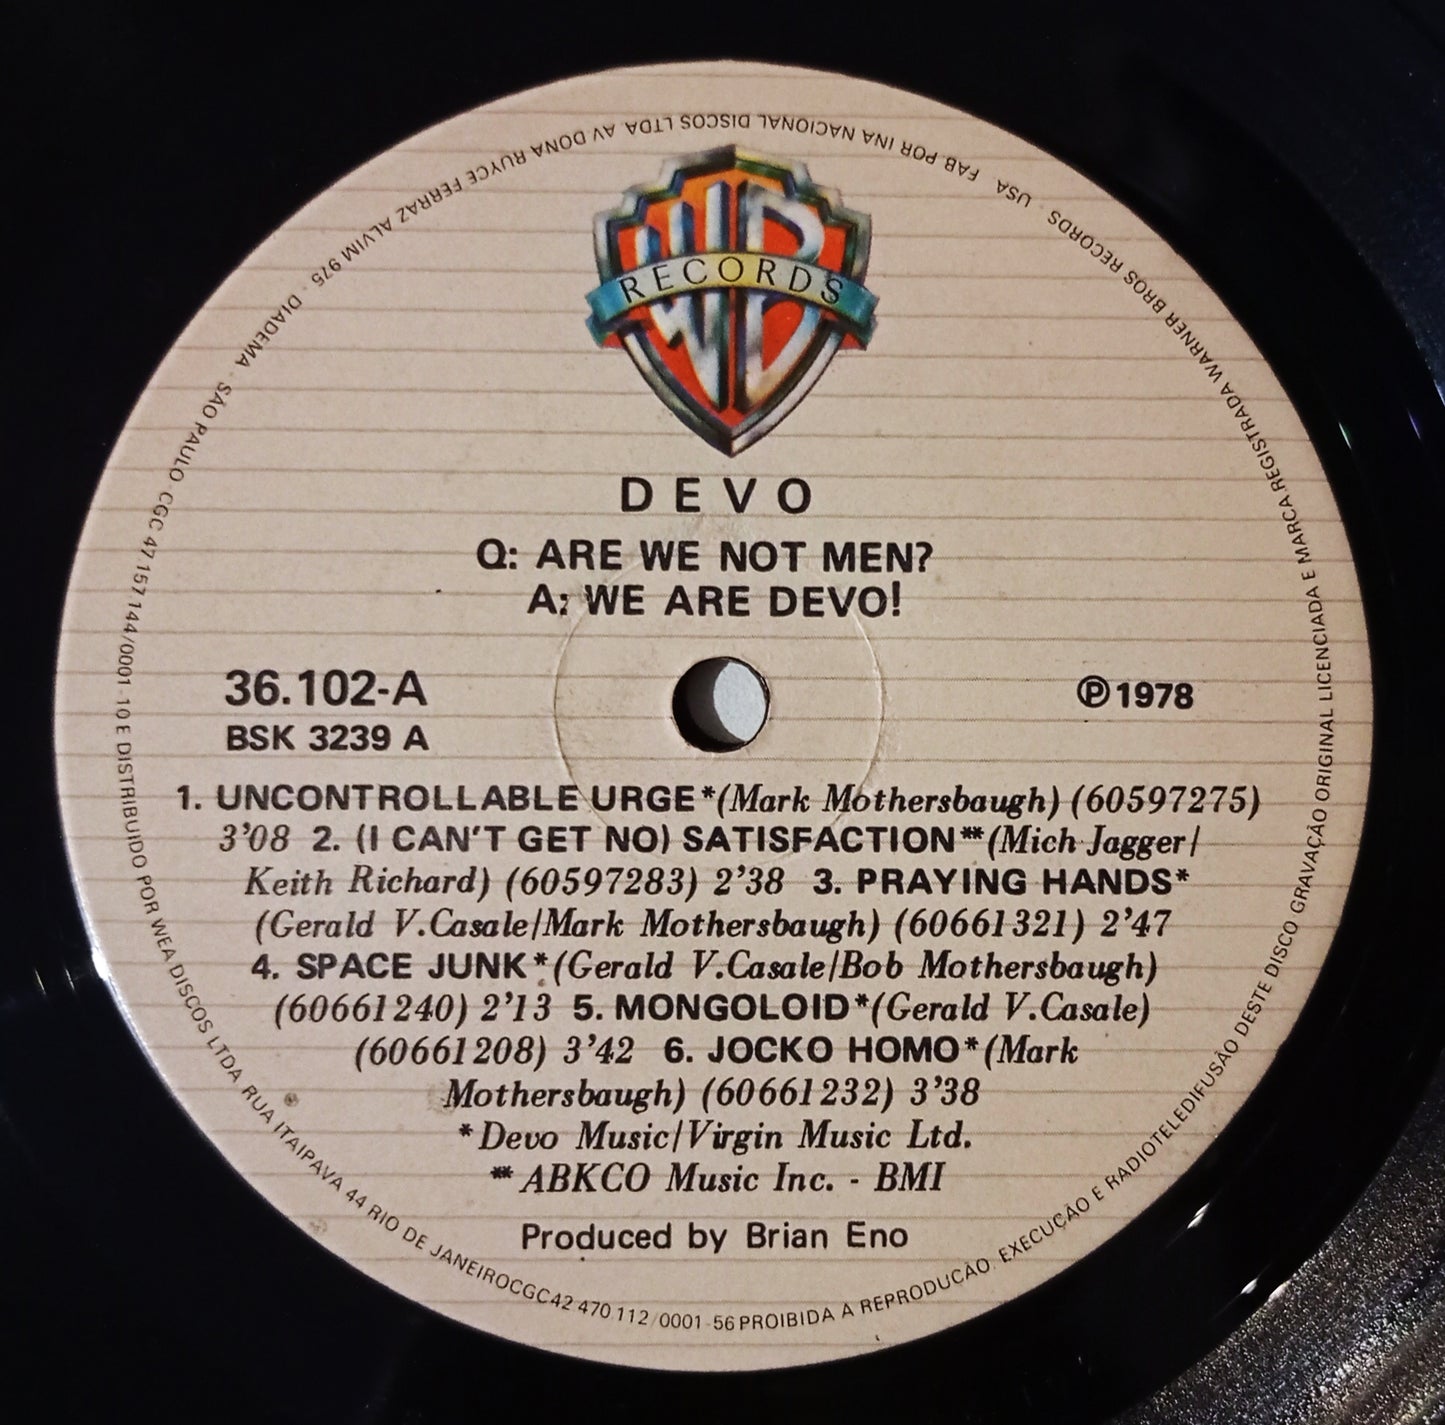 WB
RECORDS
DEVO
Q: ARE WE NOT MEN?
A: WE ARE DEVO!
36.102-A
BSK 3239 A
℗1978
1. UNCONTROLLABLE URGE*(Mark Mothersbaugh) (60597275)
3'08 2. (I CAN'T GET NO) SATISFACTION**(Mich Jagger/
Keith Richard) (60597283) 2'38 3. PRAYING HANDS*
(Gerald V.Casale/Mark Mothersbaugh) (60661321) 2'47
4. SPACE JUNK*(Gerald V.Casale/Bob Mothersbaugh)
(60661240) 2'13 5. MONGOLOID*(Gerald V.Casale)
(60661208) 3'42 6. JOCKO HOMO*(Mark
Mothersbaugh) (60661232) 3'38
*Devo Music/Virgin Music Ltd.
**ABKCO Music Inc. - BMI
Produced by Brian Eno
FAB POR INA NACIONAL DISCOS LTDA AV DONA RUYCE FERRAZ ALVIM 975 · DIADEMA · SÃO PAULO · CGC 47 157 144/0001-10 E DISTRIBUIDO POR WEA DISCOS LTDA RUA ITAIPAVA 44 RIO DE JANEIROCGC42 470 112/0001-56 PROIBIDA A REPRODUCÃO. EXECUÇÃO E RADIOTELEDIFUSÃO DESTE DISCO GRAVAÇÃO ORIGINAL LICENCIADA E MARCA REGISTRADA WARNER BROS RECORDS · USA